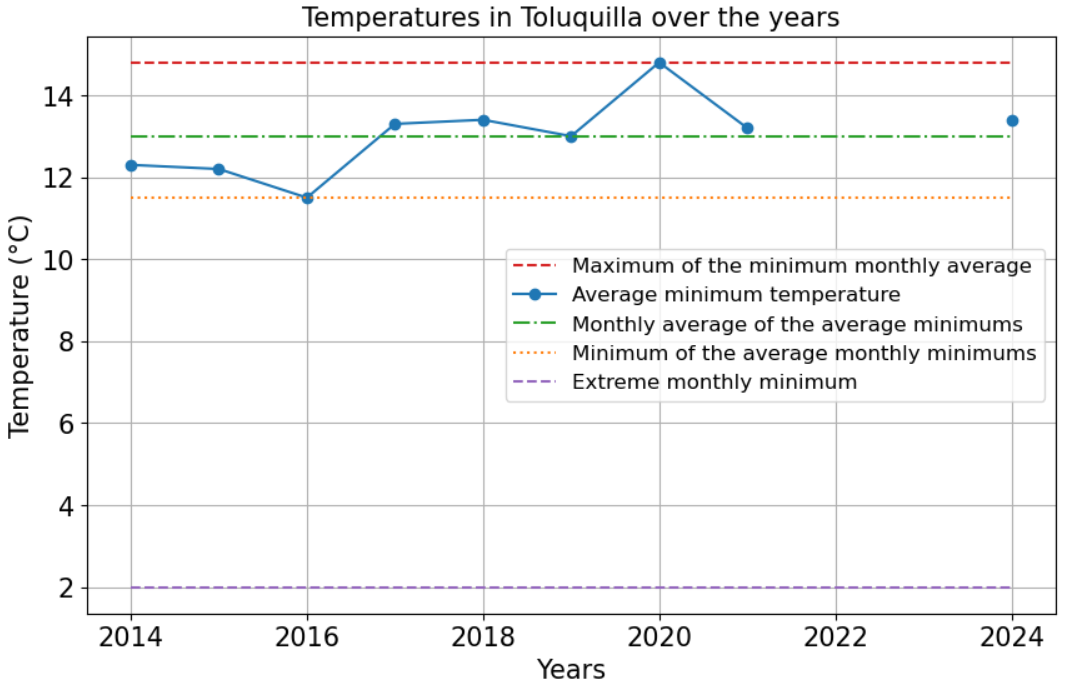 Temperatures in Toluquilla over the years
Temperature (°C)
14
12
10
8
6
4
2
Maximum of the minimum monthly average
Average minimum temperature
Monthly average of the average minimums
Minimum of the average monthly minimums
Extreme monthly minimum
2014 2016 2018 2020 2022 2024
Years